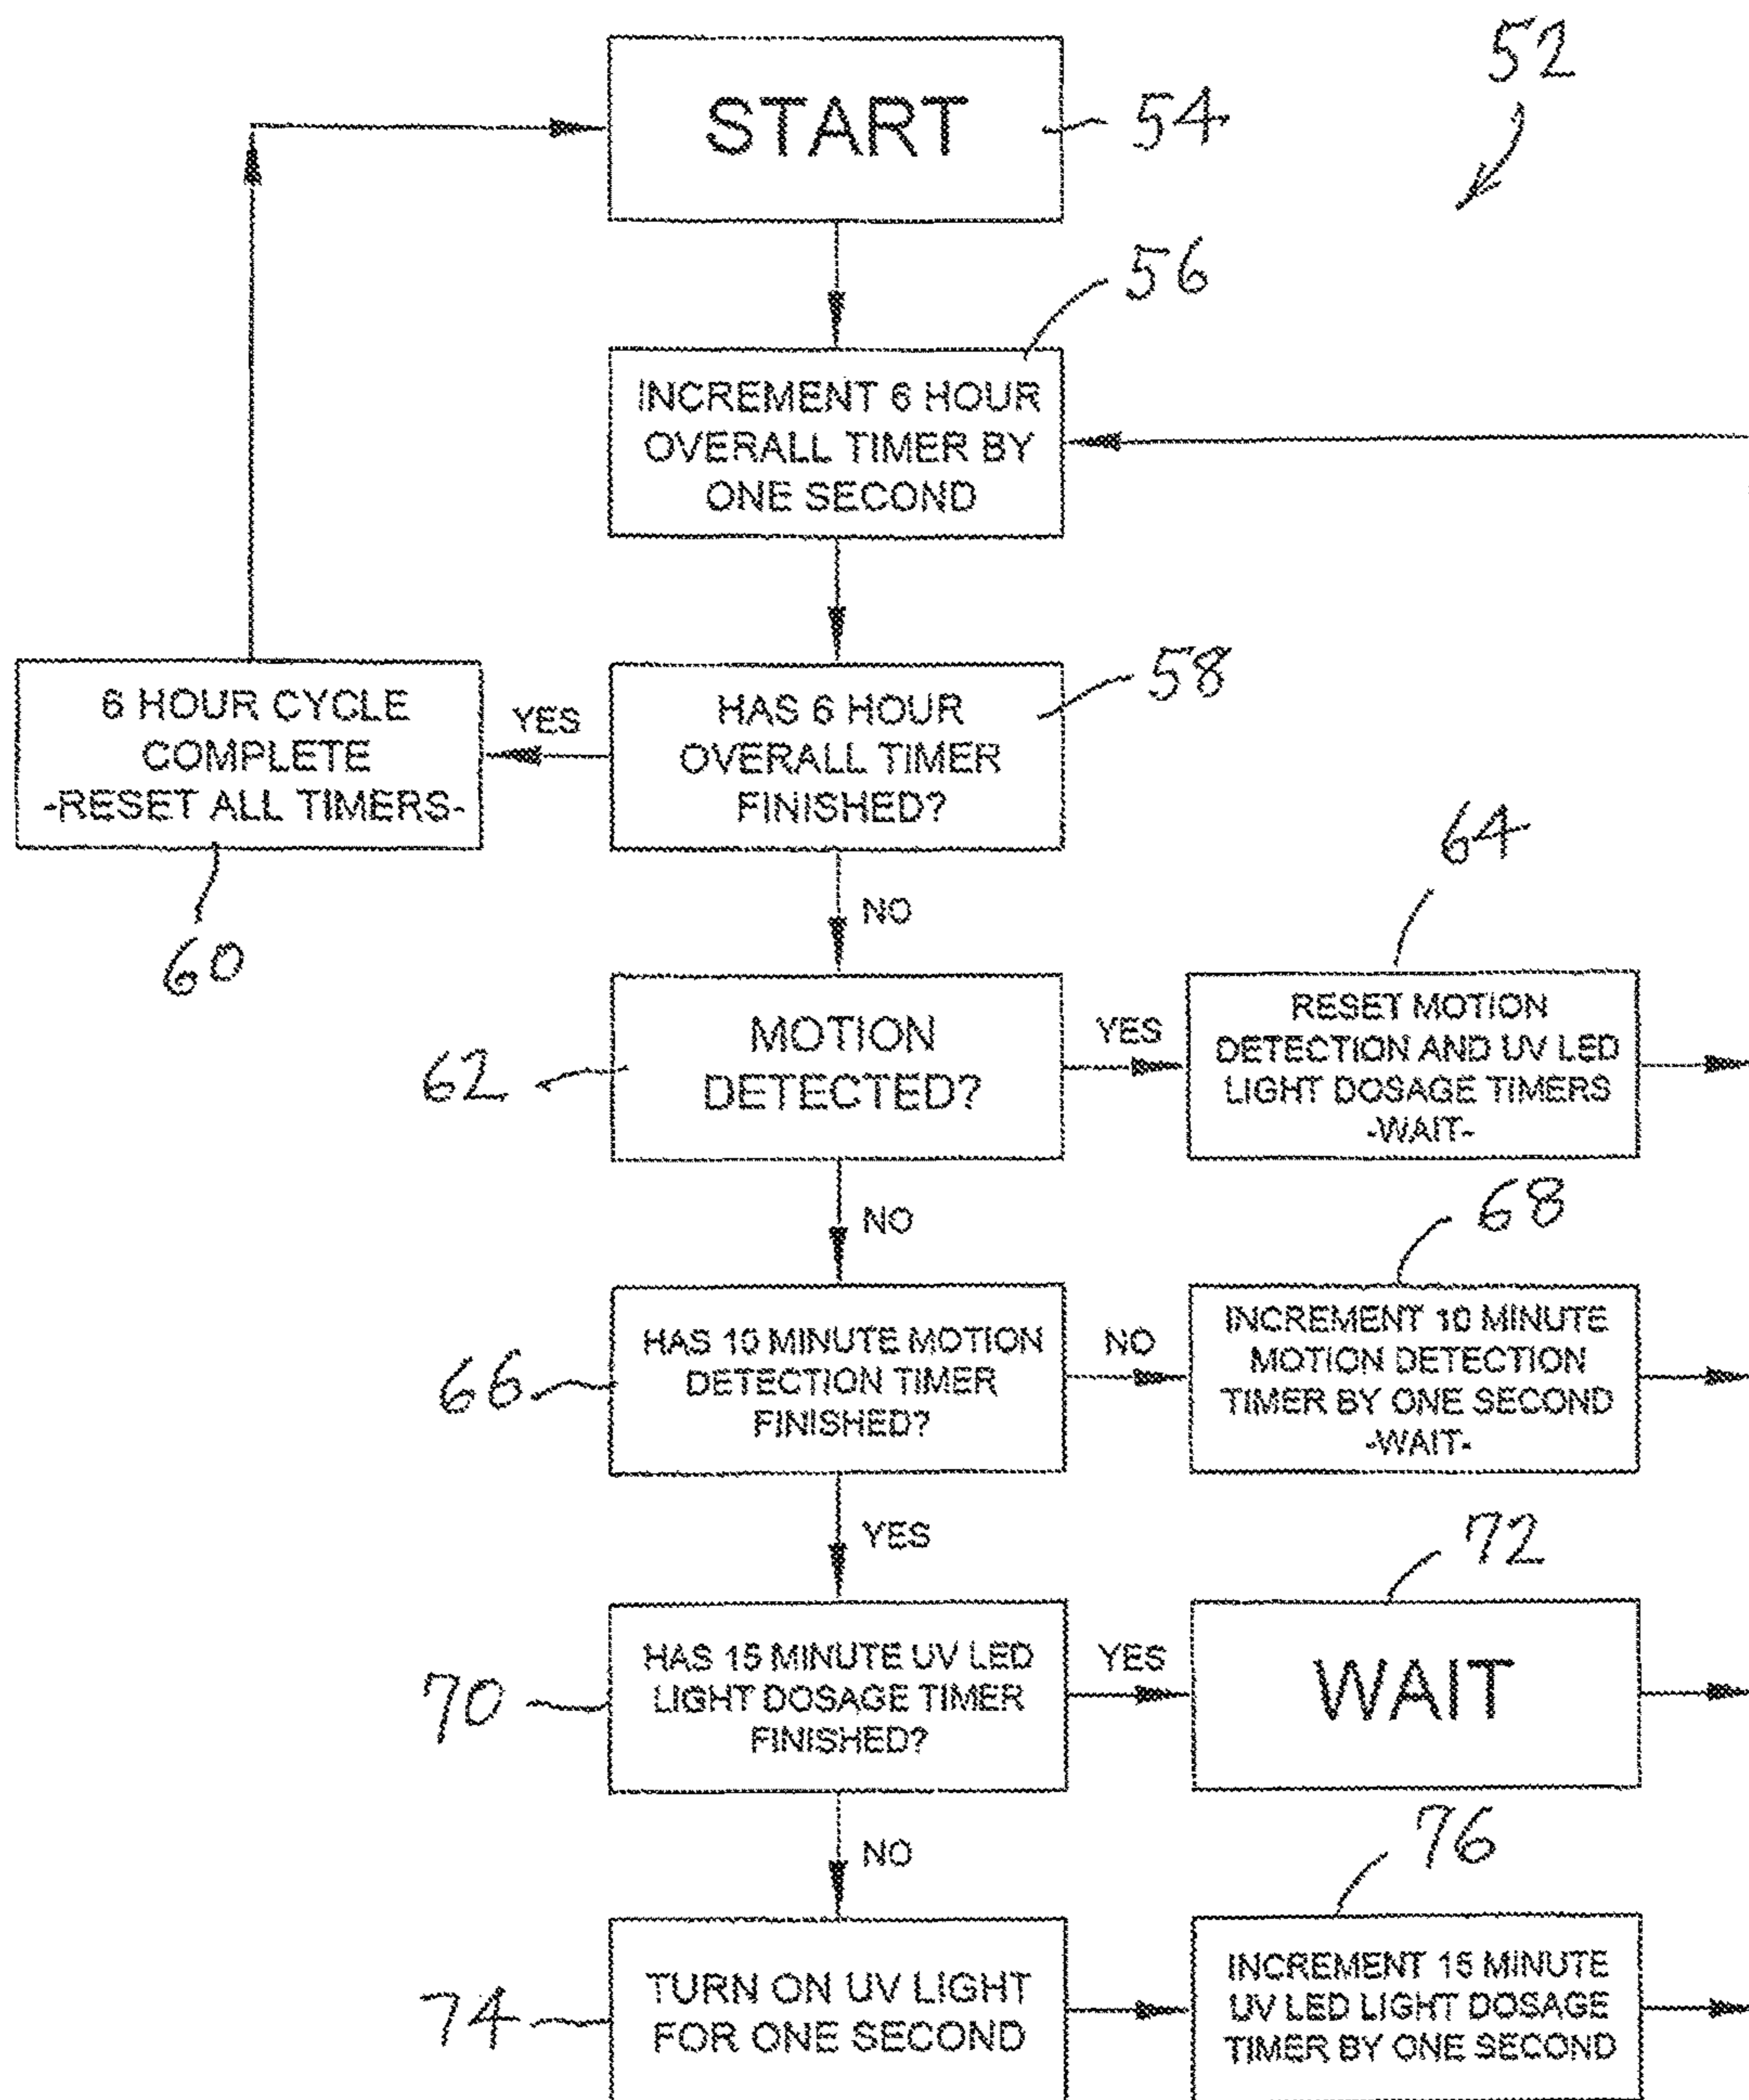 52
START
54
56
INCREMENT 6 HOUR
OVERALL TIMER BY
ONE SECOND
58
6 HOUR CYCLE
COMPLETE
-RESET ALL TIMERS-
YES
HAS 6 HOUR
OVERALL TIMER
FINISHED?
60
NO
64
62
MOTION
DETECTED?
YES
RESET MOTION
DETECTION AND UV LED
LIGHT DOSAGE TIMERS
-WAIT-
NO
68
66
HAS 10 MINUTE MOTION
DETECTION TIMER
FINISHED?
NO
INCREMENT 10 MINUTE
MOTION DETECTION
TIMER BY ONE SECOND
-WAIT-
YES
72
70
HAS 15 MINUTE UV LED
LIGHT DOSAGE TIMER
FINISHED?
YES
WAIT
NO
76
74
TURN ON UV LIGHT
FOR ONE SECOND
INCREMENT 15 MINUTE
UV LED LIGHT DOSAGE
TIMER BY ONE SECOND